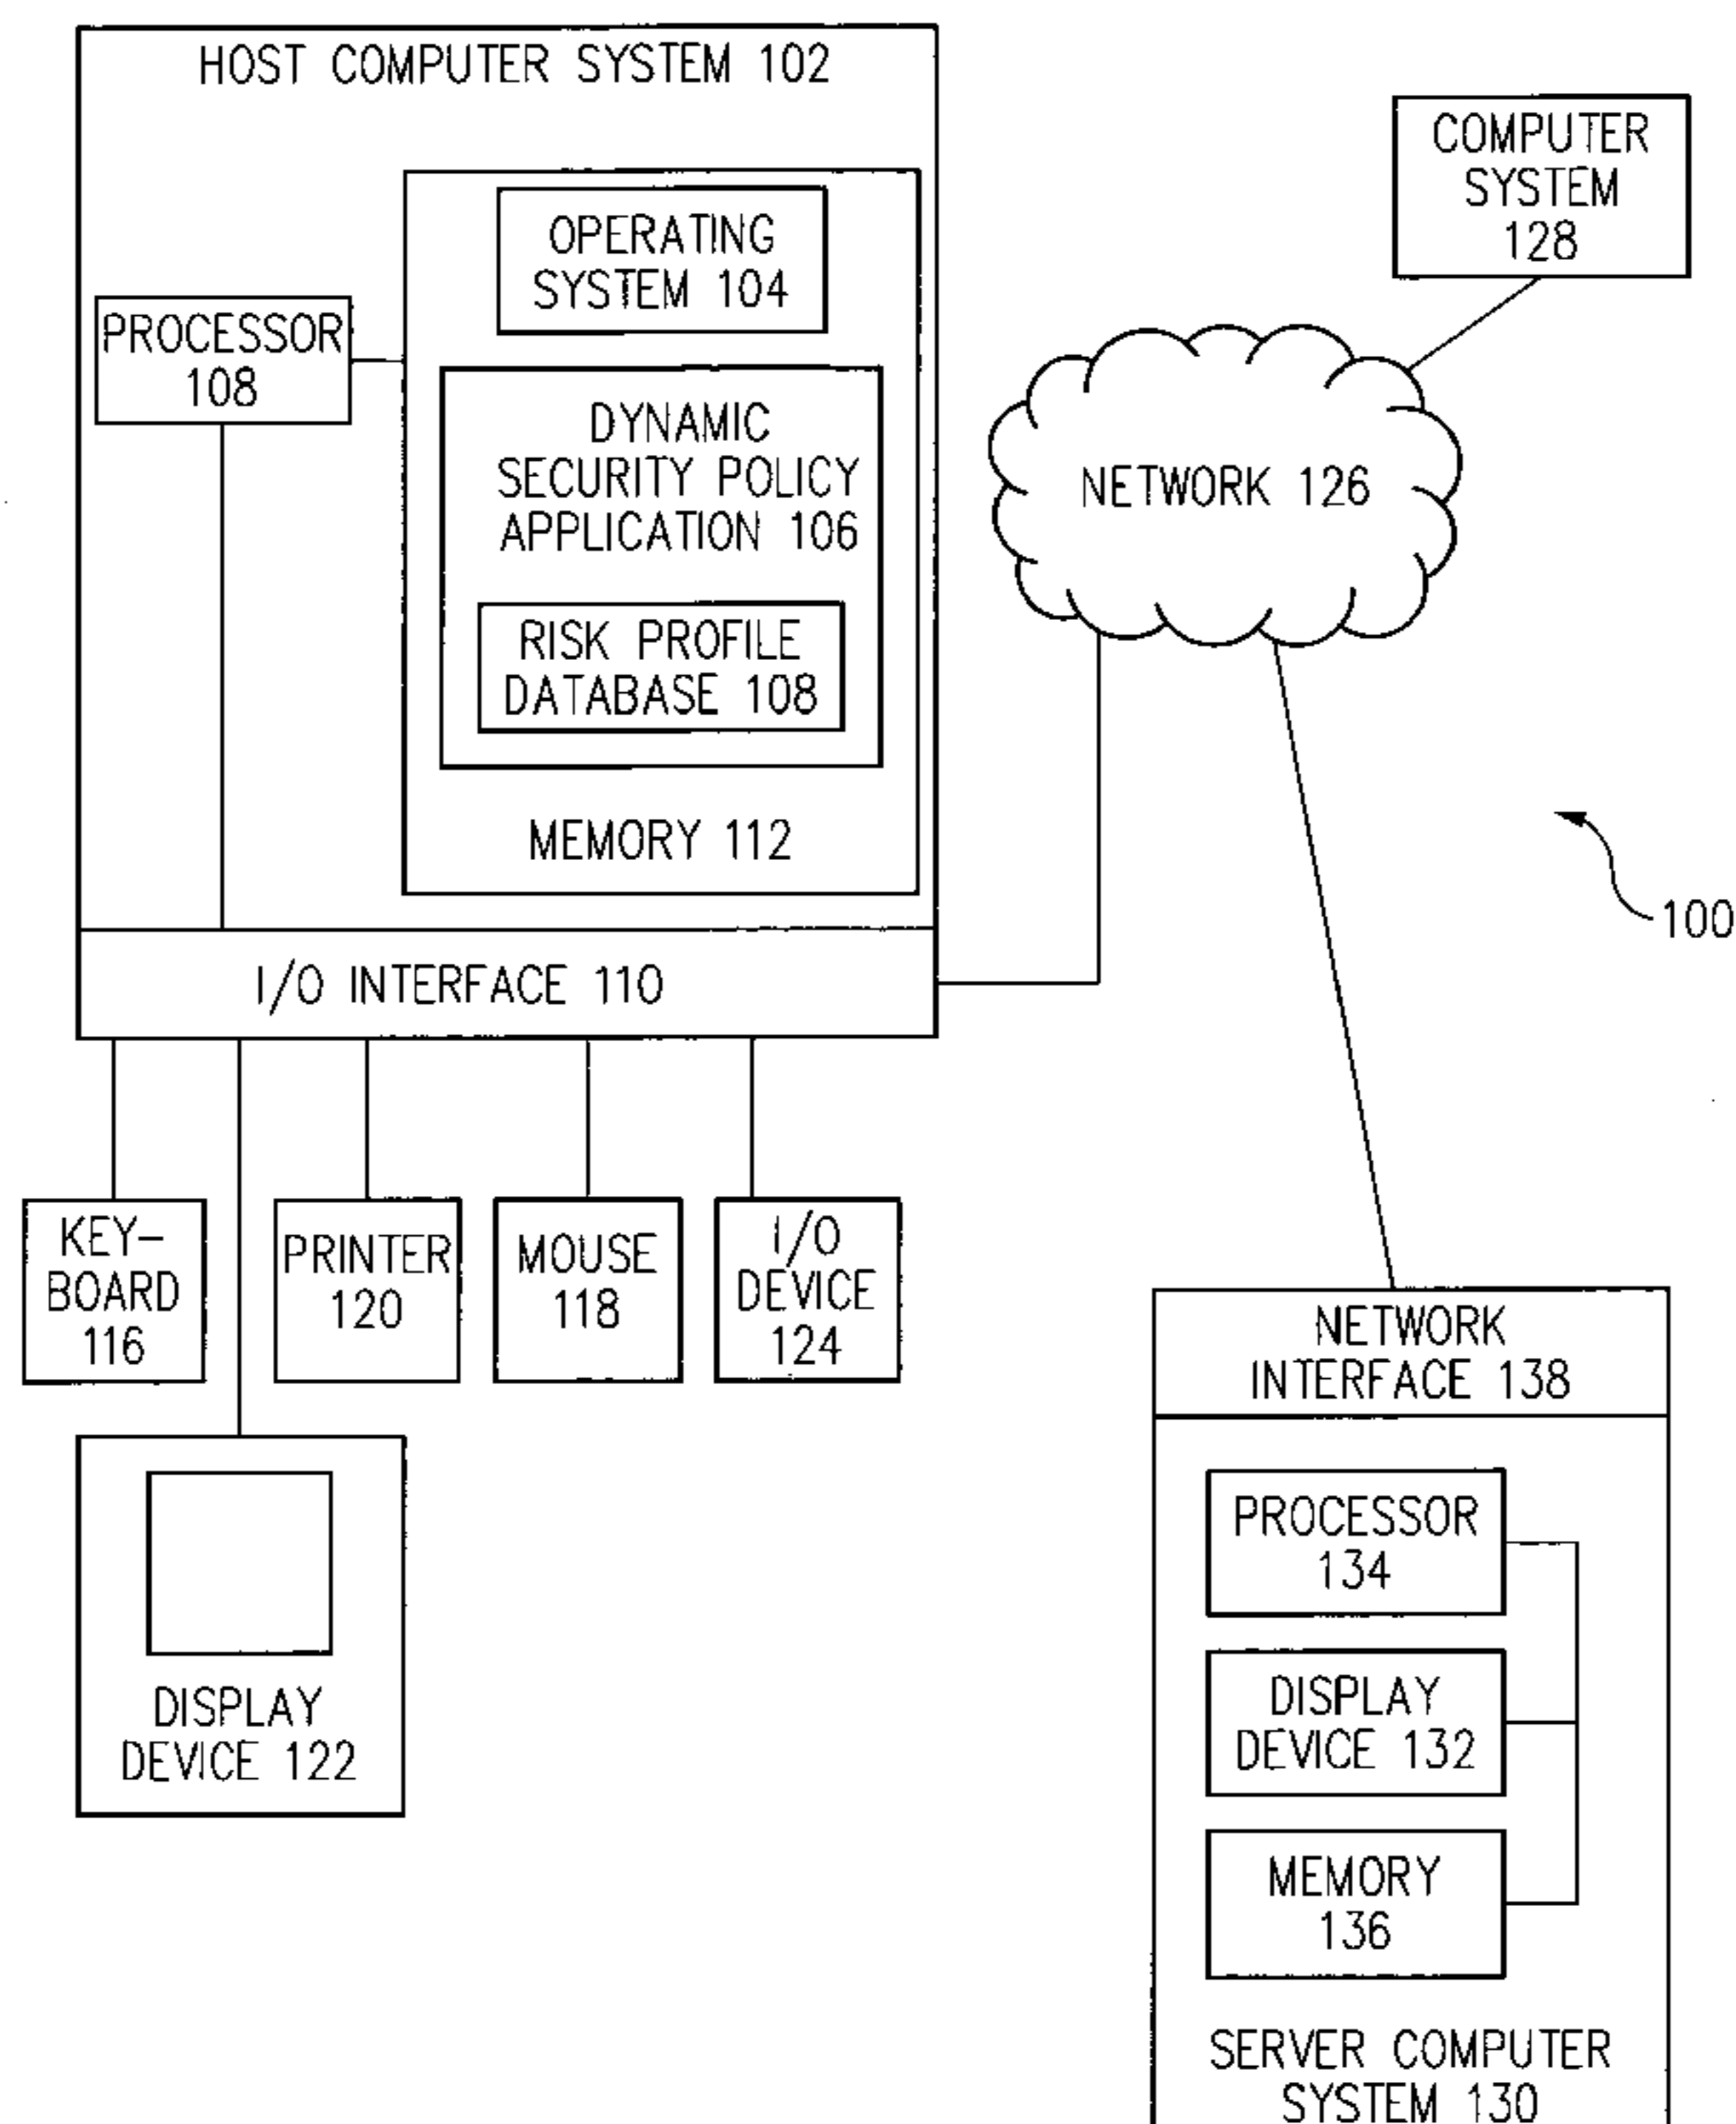 HOST COMPUTER SYSTEM 102
OPERATING
SYSTEM 104
PROCESSOR
108
DYNAMIC
SECURITY POLICY
APPLICATION 106
RISK PROFILE
DATABASE 108
MEMORY 112
I/O INTERFACE 110
COMPUTER
SYSTEM
128
NETWORK 126
100
KEY-
BOARD
116
PRINTER
120
MOUSE
118
I/O
DEVICE
124
DISPLAY
DEVICE 122
NETWORK
INTERFACE 138
PROCESSOR
134
DISPLAY
DEVICE 132
MEMORY
136
SERVER COMPUTER
SYSTEM 130